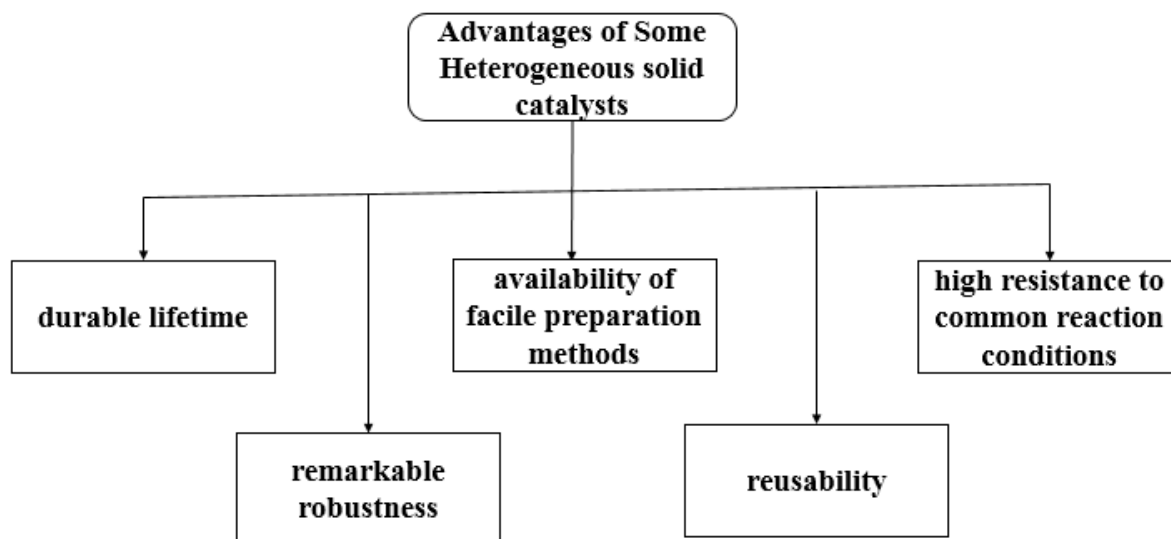 Advantages of Some
Heterogeneous solid
catalysts
durable lifetime
availability of
facile preparation
methods
high resistance to
common reaction
conditions
remarkable
robustness
reusability